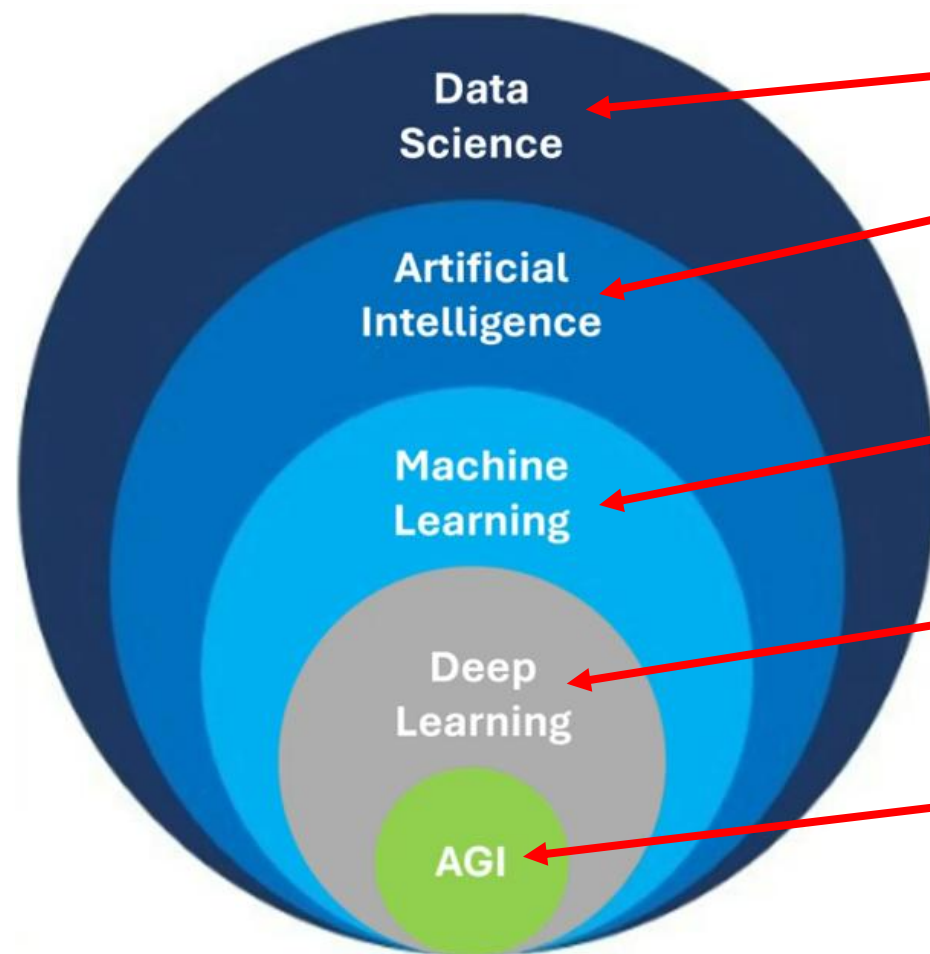 Data
Science
Artificial
Intelligence
Machine
Learning
Deep
Learning
AGI